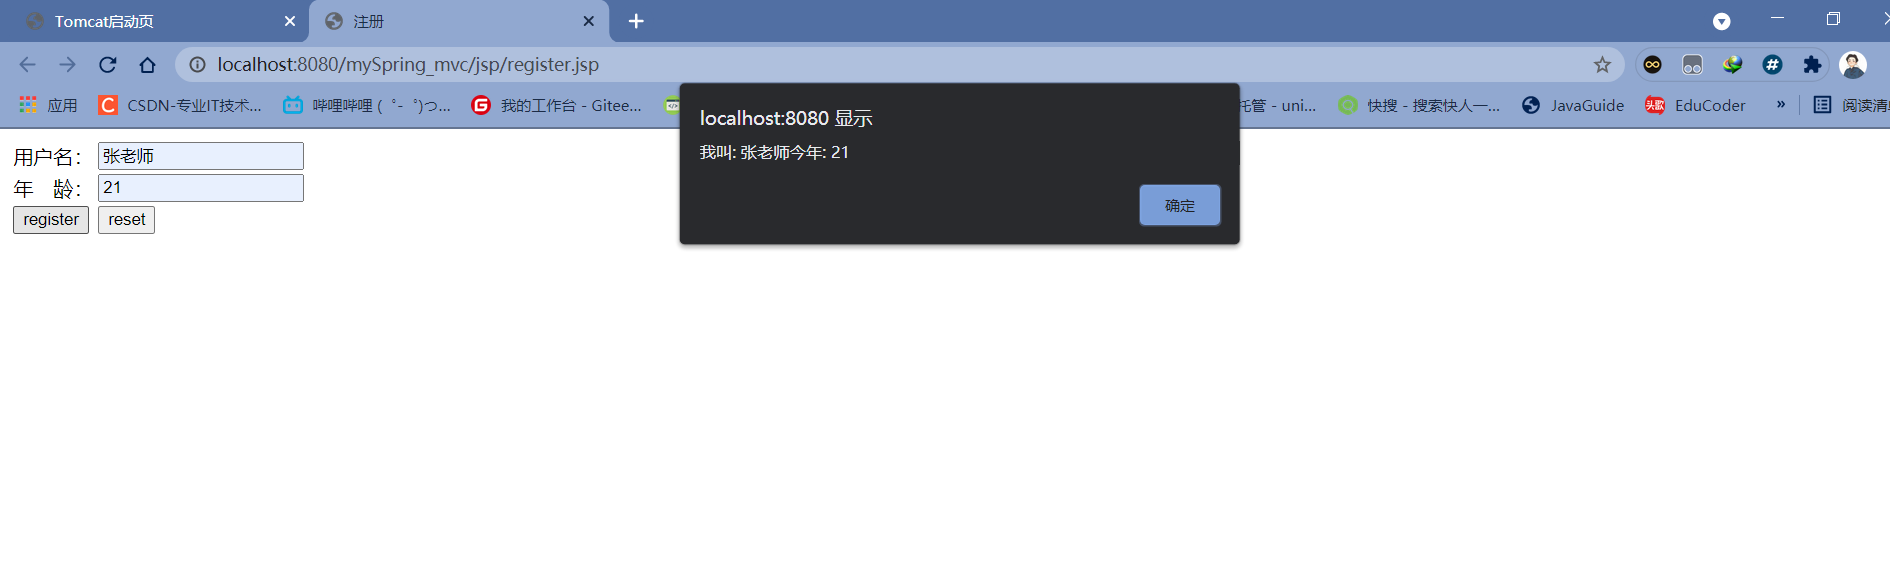 Tomcat启动页
注册
localhost:8080/mySpring_mvc/jsp/register.jsp
应用
CSDN-专业IT技术...
哔哩哔哩 ( ゜- ゜)つ...
我的工作台 - Gitee...
托管 - uni...
快搜 - 搜索快人一...
JavaGuide
头歌
EduCoder
»
阅读清单
localhost:8080 显示
我叫: 张老师今年: 21
确定
用户名： 张老师
年 龄： 21
register reset